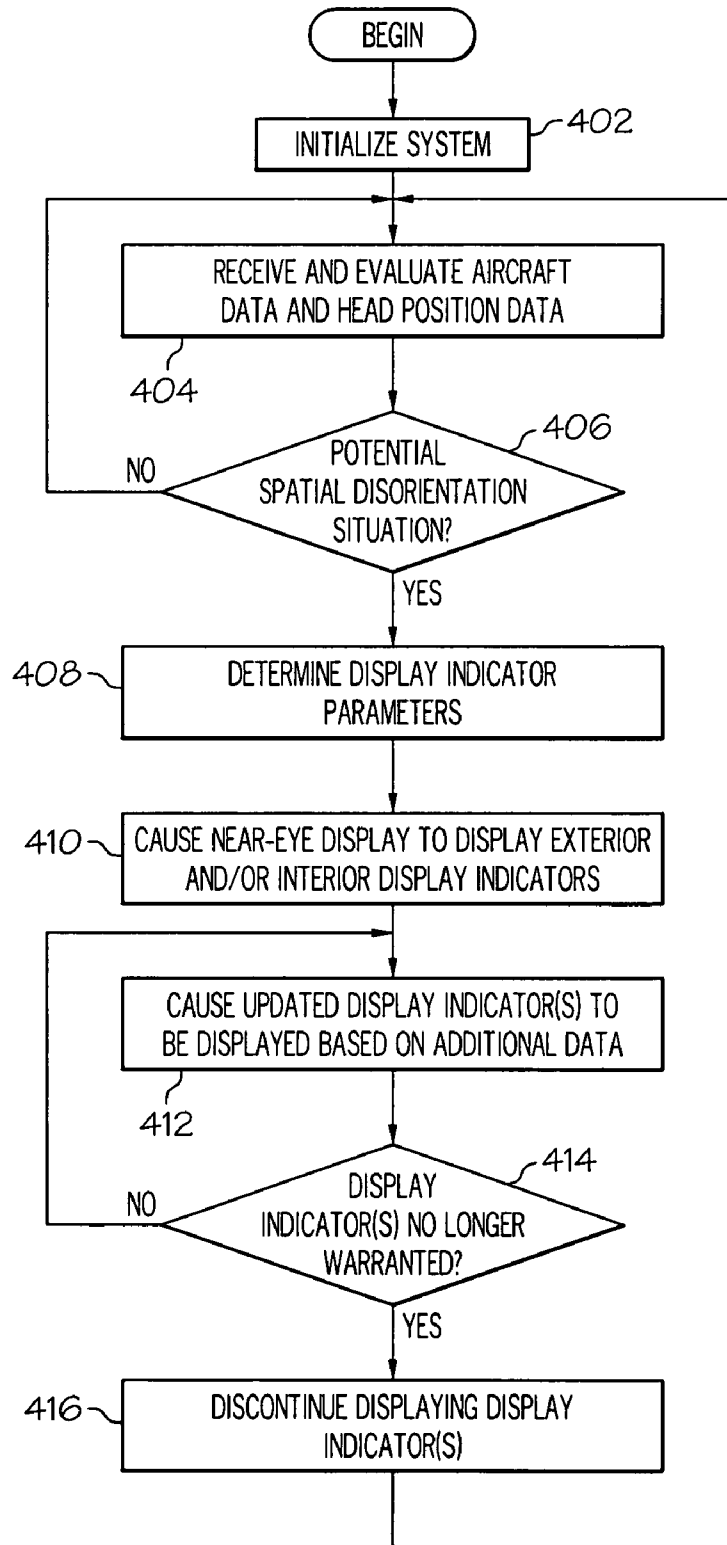 BEGIN
402
INITIALIZE SYSTEM
RECEIVE AND EVALUATE AIRCRAFT
DATA AND HEAD POSITION DATA
404
406
POTENTIAL
SPATIAL DISORIENTATION
SITUATION?
NO
YES
408
DETERMINE DISPLAY INDICATOR
PARAMETERS
410
CAUSE NEAR-EYE DISPLAY TO DISPLAY EXTERIOR
AND/OR INTERIOR DISPLAY INDICATORS
CAUSE UPDATED DISPLAY INDICATOR(S) TO
BE DISPLAYED BASED ON ADDITIONAL DATA
412
414
DISPLAY
INDICATOR(S) NO LONGER
WARRANTED?
NO
YES
416
DISCONTINUE DISPLAYING DISPLAY
INDICATOR(S)